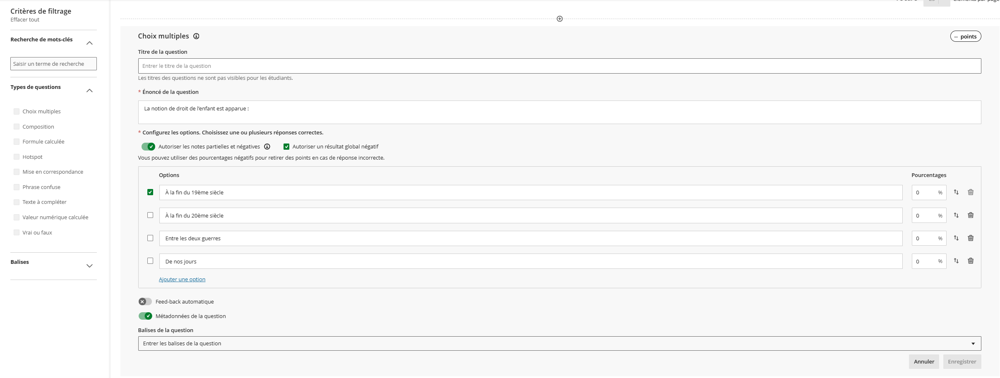 Critères de filtrage
Effacer tout
Recherche de mots-clés
Saisir un terme de recherche
Types de questions
Choix multiples
Composition
Formule calculée
Hotspot
Mise en correspondance
Phrase confuse
Texte à compléter
Valeur numérique calculée
Vrai ou faux
Balises
Choix multiples
-- points
Titre de la question
Entrer le titre de la question
Les titres des questions ne sont pas visibles pour les étudiants.
* Énoncé de la question
La notion de droit de l'enfant est apparue :
* Configurez les options. Choisissez une ou plusieurs réponses correctes.
Autoriser les notes partielles et négatives Autoriser un résultat global négatif
Vous pouvez utiliser des pourcentages négatifs pour retirer des points en cas de réponse incorrecte.
Options Pourcentages
À la fin du 19ème siècle 0 %
À la fin du 20ème siècle 0 %
Entre les deux guerres 0 %
De nos jours 0 %
Ajouter une option
Feed-back automatique
Métadonnées de la question
Balises de la question
Entrer les balises de la question
Annuler Enregistrer